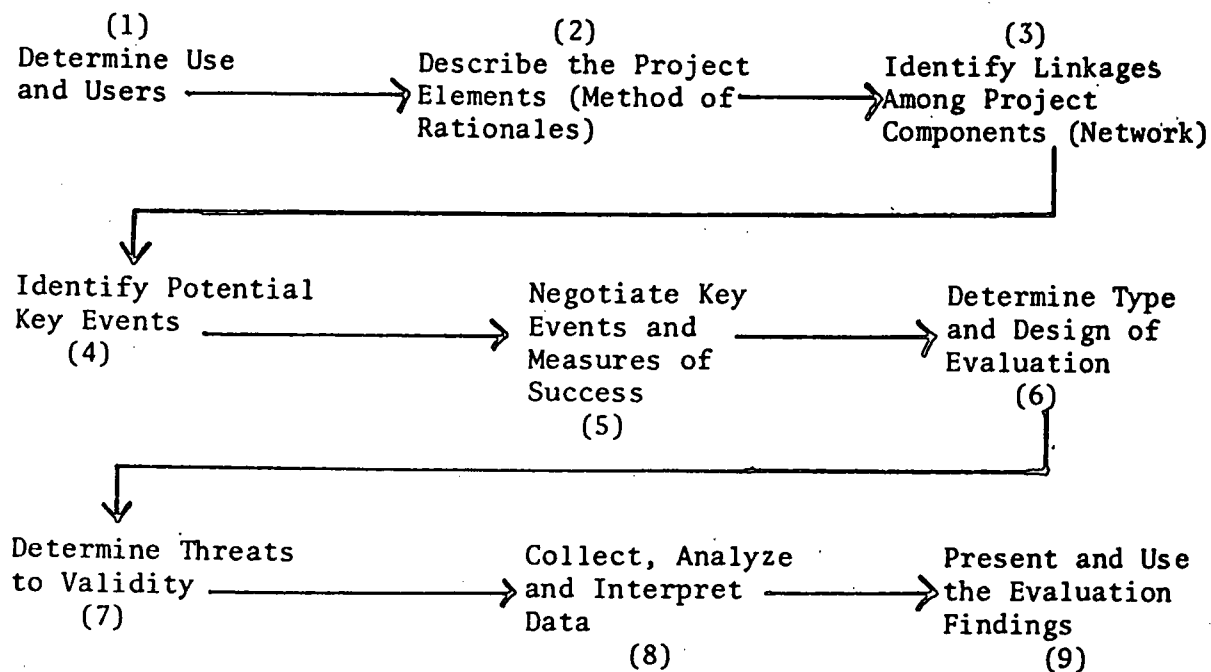 (1)
Determine Use
and Users
(2)
Describe the Project
Elements (Method of
Rationales)
(3)
Identify Linkages
Among Project
Components (Network)
Identify Potential
Key Events
(4)
Negotiate Key
Events and
Measures of
Success
(5)
Determine Type
and Design of
Evaluation
(6)
Determine Threats
to Validity
(7)
Collect, Analyze
and Interpret
Data
(8)
Present and Use
the Evaluation
Findings
(9)